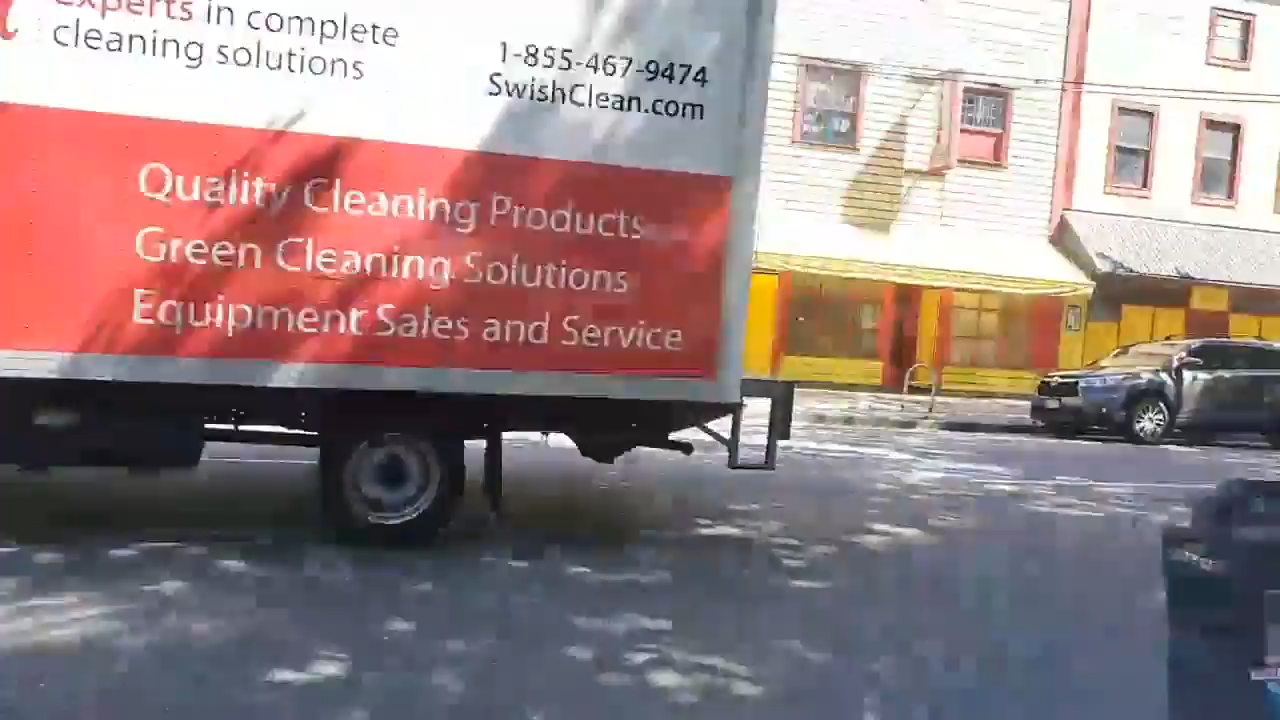 experts in complete
cleaning solutions
1-855-467-9474
SwishClean.com
Quality Cleaning Products
Green Cleaning Solutions
Equipment Sales and Service